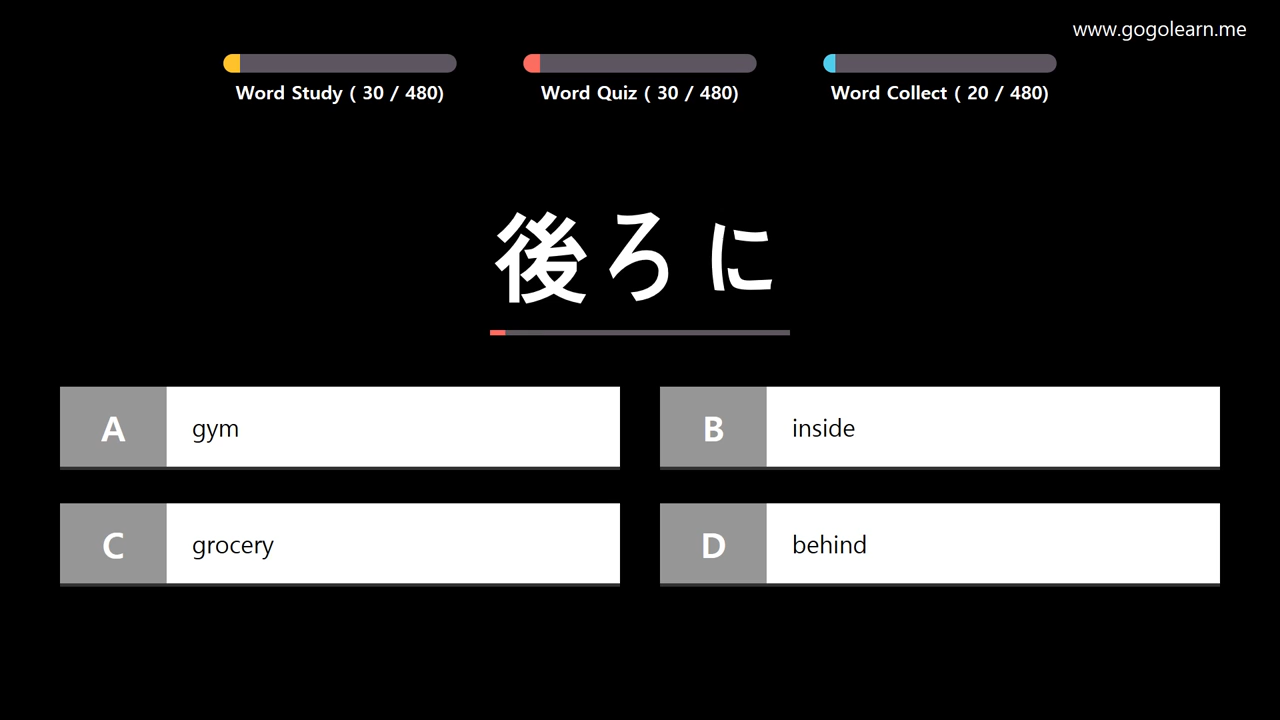 www.gogolearn.me
Word Study ( 30 / 480)
Word Quiz ( 30 / 480)
Word Collect ( 20 / 480)
後ろに
A gym
B inside
C grocery
D behind